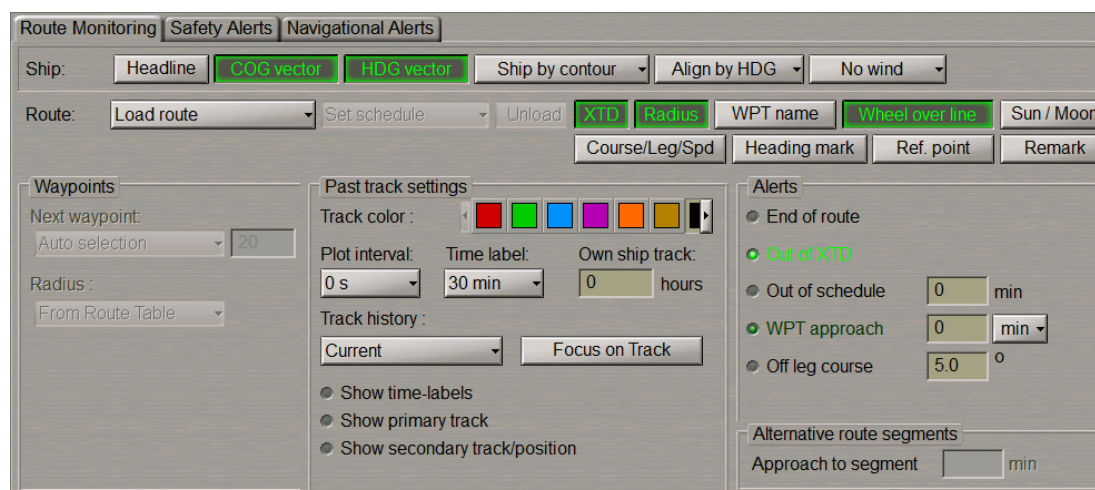 Route Monitoring Safety Alerts Navigational Alerts
Ship: Headline COG vector HDG vector Ship by contour Align by HDG No wind
Route: Load route Set schedule Unload XTD Radius WPT name Wheel over line Sun / Moon
Course/Leg/Spd Heading mark Ref. point Remark
Waypoints
Next waypoint:
Auto selection 20
Radius :
From Route Table
Past track settings
Track color :
Plot interval: Time label: Own ship track:
0 s 30 min 0 hours
Track history :
Current Focus on Track
Show time-labels
Show primary track
Show secondary track/position
Alerts
End of route
Out of XTD
Out of schedule 0 min
WPT approach 0 min
Off leg course 5.0 o
Alternative route segments
Approach to segment min